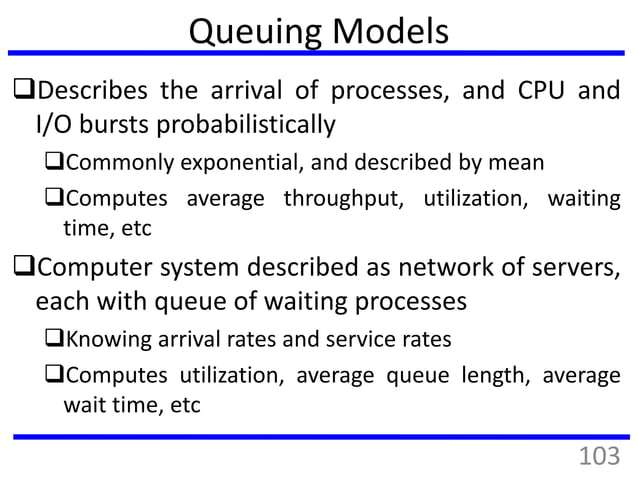 Queuing Models
❑Describes the arrival of processes, and CPU and
I/O bursts probabilistically
❑Commonly exponential, and described by mean
❑Computes average throughput, utilization, waiting
time, etc
❑Computer system described as network of servers,
each with queue of waiting processes
❑Knowing arrival rates and service rates
❑Computes utilization, average queue length, average
wait time, etc
103